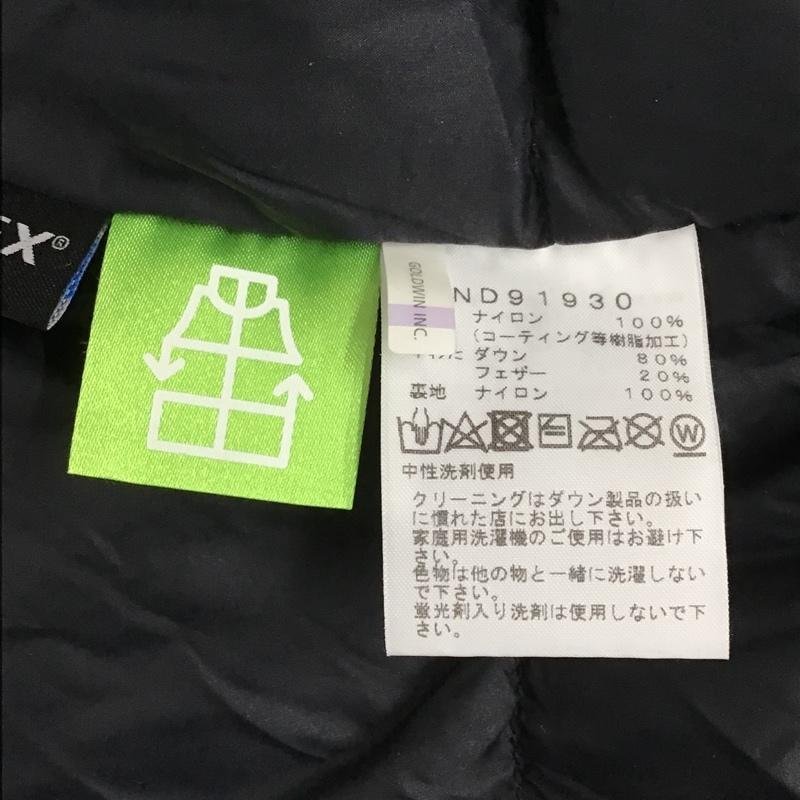 EX®
GOLDWIN INC.
ND91930
ナイロン 100%
(コーティング等樹脂加工)
ダウン 80%
フェザー 20%
裏地 ナイロン 100%
W
中性洗剤使用
クリーニングはダウン製品の扱い
に慣れた店にお出し下さい。
家庭用洗濯機のご使用はお避け下
さい。
色物は他の物と一緒に洗濯しない
で下さい。
蛍光剤入り洗剤は使用しないで下
さい。